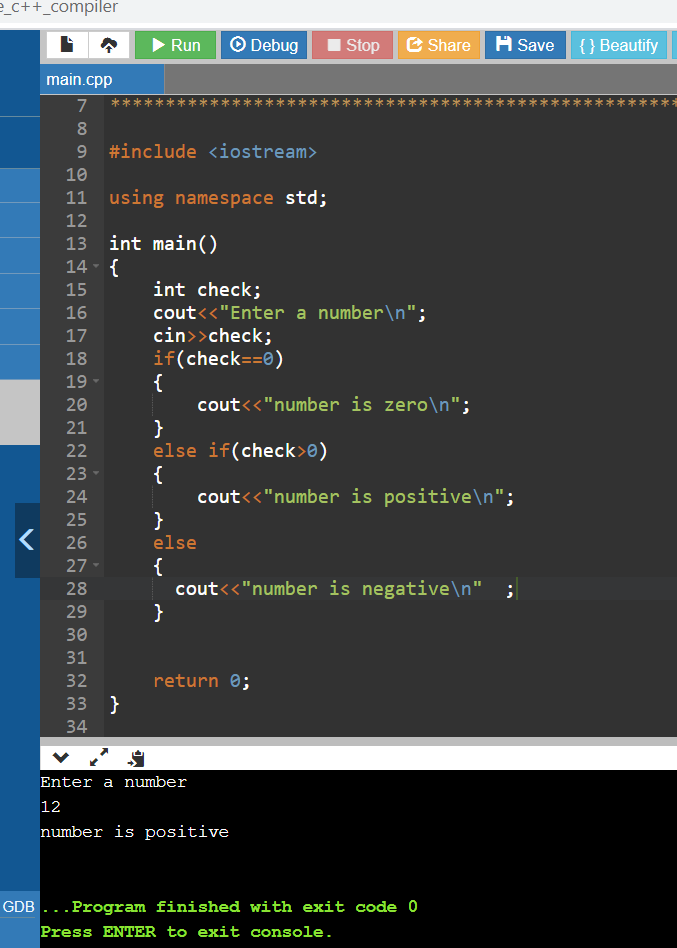 e_c++_compiler
Run Debug Stop Share Save { } Beautify
main.cpp
7 ****************************************************
8
9 #include <iostream>
10
11 using namespace std;
12
13 int main()
14 {
15     int check;
16     cout<<"Enter a number\n";
17     cin>>check;
18     if(check==0)
19     {
20         cout<<"number is zero\n";
21     }
22     else if(check>0)
23     {
24         cout<<"number is positive\n";
25     }
26     else
27     {
28       cout<<"number is negative\n"  ;
29     }
30
31
32     return 0;
33 }
34
Enter a number
12
number is positive
GDB
...Program finished with exit code 0
Press ENTER to exit console.